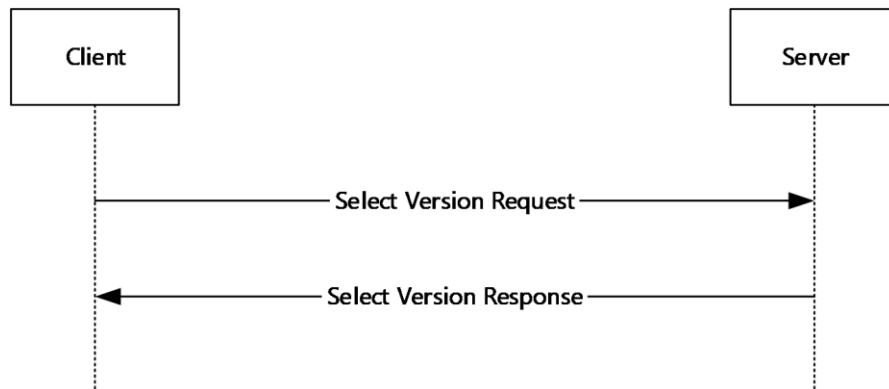 Client
Server
Select Version Request
Select Version Response